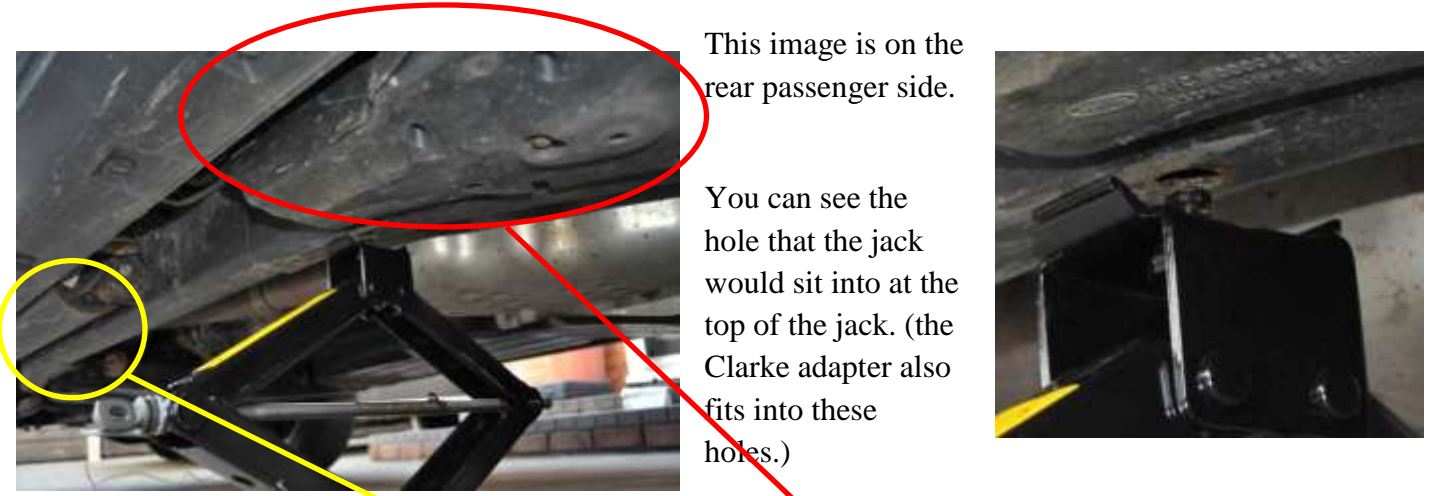 This image is on the
rear passenger side.
You can see the
hole that the jack
would sit into at the
top of the jack. (the
Clarke adapter also
fits into these
holes.)